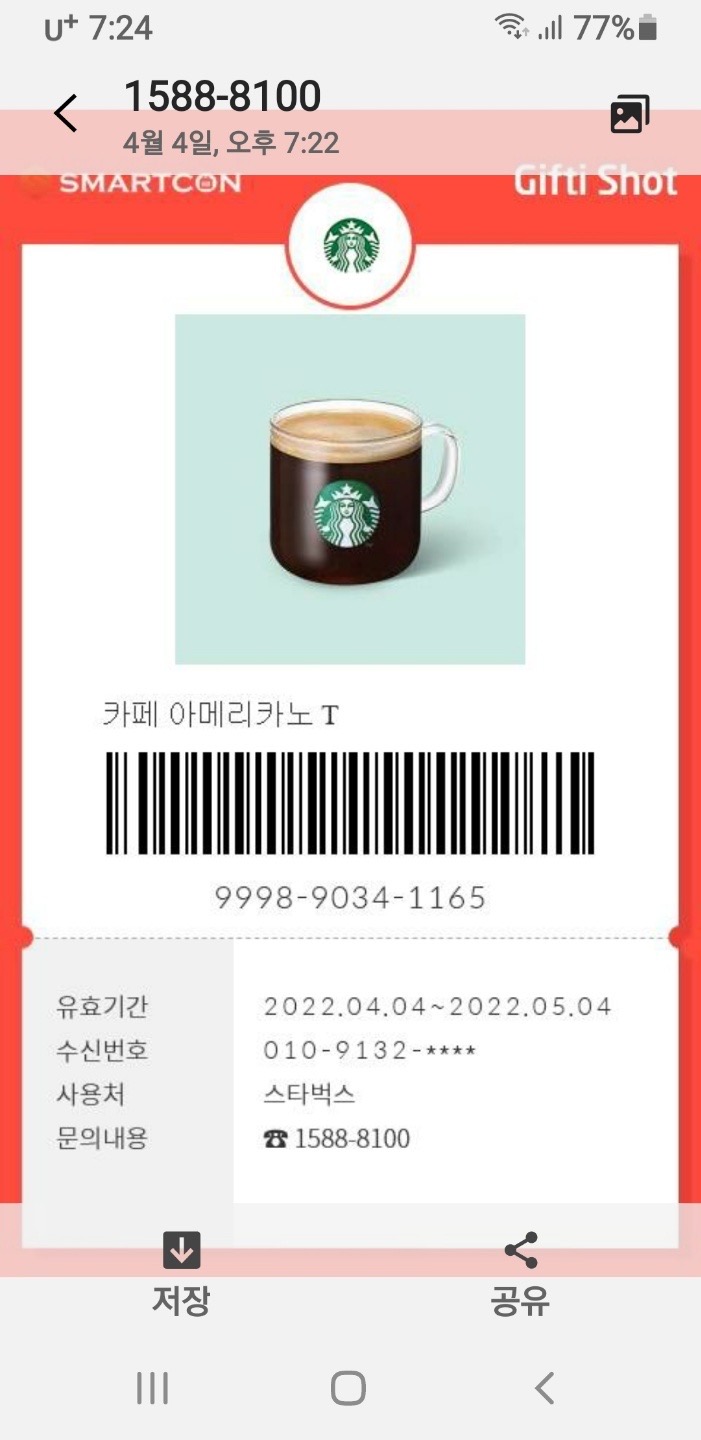 U⁺ 7:24 77%
1588-8100
4월 4일, 오후 7:22
SMARTCON Gifti Shot
카페 아메리카노 T
9998-9034-1165
유효기간 2022.04.04~2022.05.04
수신번호 010-9132-****
사용처 스타벅스
문의내용 ☎ 1588-8100
저장 공유